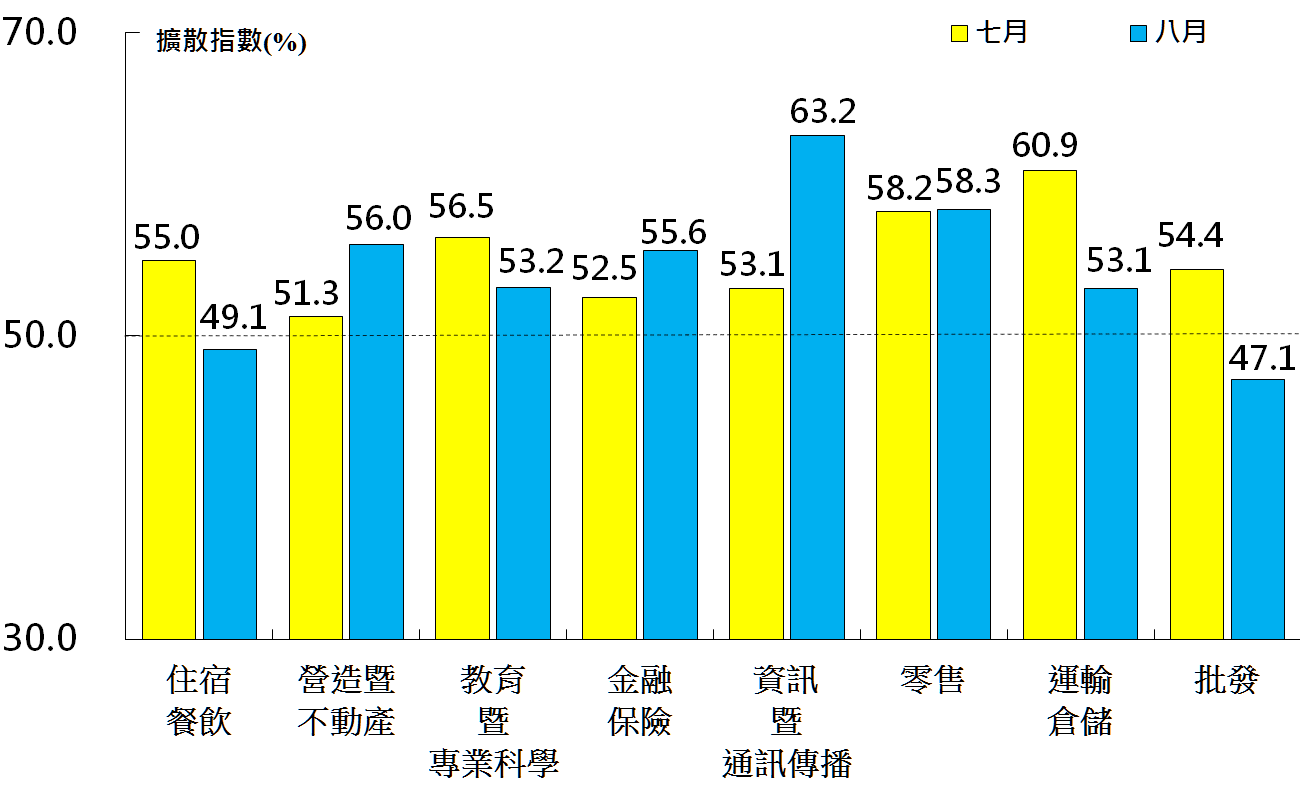 70.0
擴散指數(%)
七月
八月
63.2
60.9
58.2
58.3
56.5
56.0
55.0
55.6
54.4
53.2
52.5
53.1
53.1
51.3
49.1
50.0
47.1
30.0
住宿
餐飲
營造暨
不動產
教育
暨
專業科學
金融
保險
資訊
暨
通訊傳播
零售
運輸
倉儲
批發